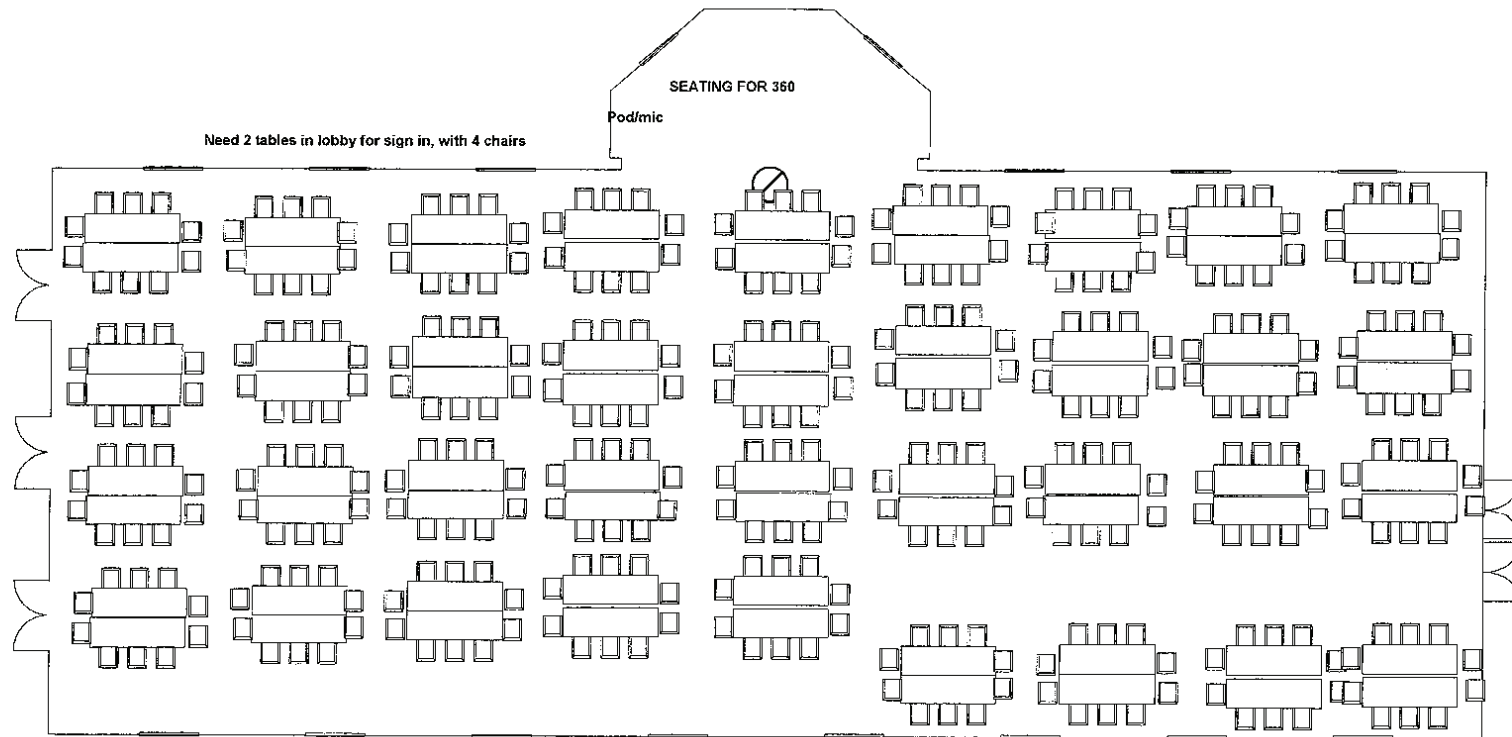 SEATING FOR 360
Pod/mic
Need 2 tables in lobby for sign in, with 4 chairs